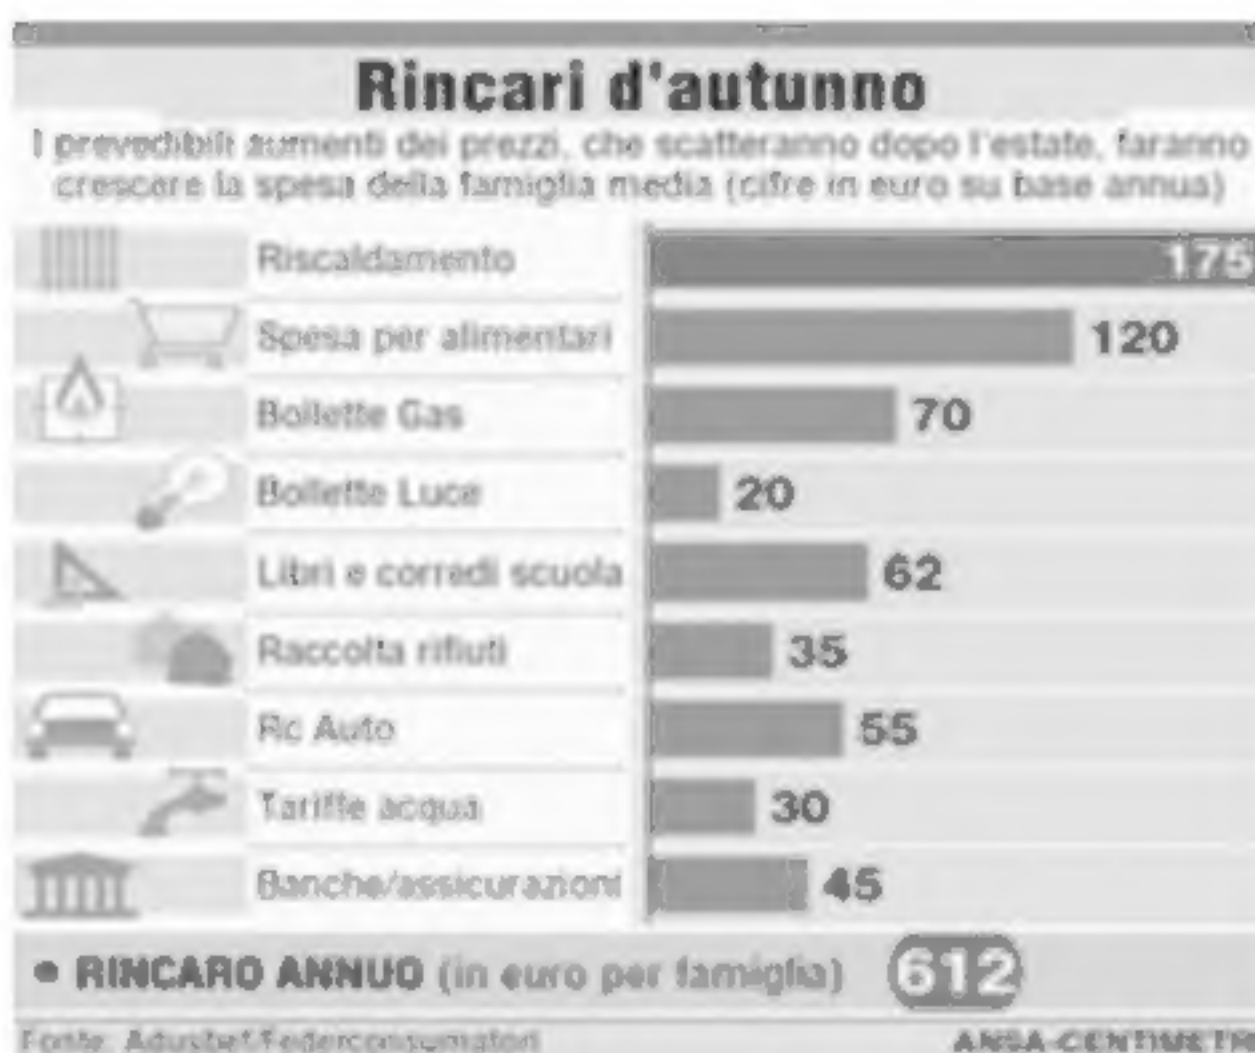 Rincari d'autunno
I prevedibili aumenti dei prezzi, che scatteranno dopo l'estate, faranno
crescere la spesa della famiglia media (cifre in euro su base annua)
Riscaldamento 175
Spesa per alimentari 120
Bollette Gas 70
Bollette Luce 20
Libri e corredi scuola 62
Raccolta rifiuti 35
Rc Auto 55
Tariffe acqua 30
Banche/assicurazioni 45
• RINCARO ANNUO (in euro per famiglia) 612
Fonte: Adusbef/Federconsumatori ANSA-CENTIMETRI